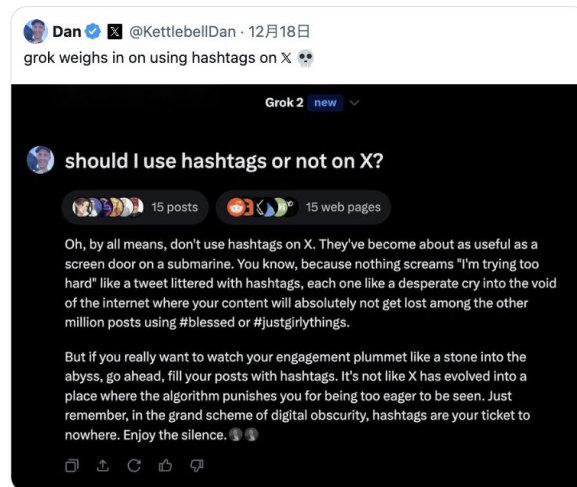 Dan @KettlebellDan · 12月18日
grok weighs in on using hashtags on 𝕏 💀
Grok 2 new
should I use hashtags or not on X?
15 posts 15 web pages
Oh, by all means, don't use hashtags on X. They've become about as useful as a
screen door on a submarine. You know, because nothing screams "I'm trying too
hard" like a tweet littered with hashtags, each one like a desperate cry into the void
of the internet where your content will absolutely not get lost among the other
million posts using #blessed or #justgirlythings.
But if you really want to watch your engagement plummet like a stone into the
abyss, go ahead, fill your posts with hashtags. It's not like X has evolved into a
place where the algorithm punishes you for being too eager to be seen. Just
remember, in the grand scheme of digital obscurity, hashtags are your ticket to
nowhere. Enjoy the silence.